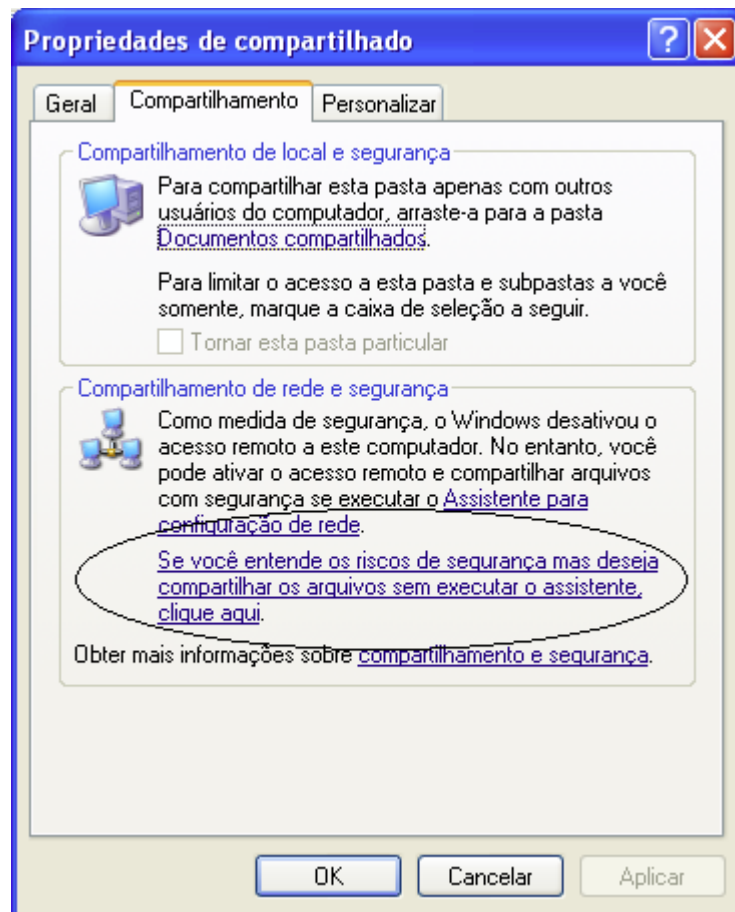 Propriedades de compartilhado
Geral Compartilhamento Personalizar
Compartilhamento de local e segurança
Para compartilhar esta pasta apenas com outros
usuários do computador, arraste-a para a pasta
Documentos compartilhados.
Para limitar o acesso a esta pasta e subpastas a você
somente, marque a caixa de seleção a seguir.
Tornar esta pasta particular
Compartilhamento de rede e segurança
Como medida de segurança, o Windows desativou o
acesso remoto a este computador. No entanto, você
pode ativar o acesso remoto e compartilhar arquivos
com segurança se executar o Assistente para
configuração de rede.
Se você entende os riscos de segurança mas deseja
compartilhar os arquivos sem executar o assistente,
clique aqui.
Obter mais informações sobre compartilhamento e segurança.
OK Cancelar Aplicar